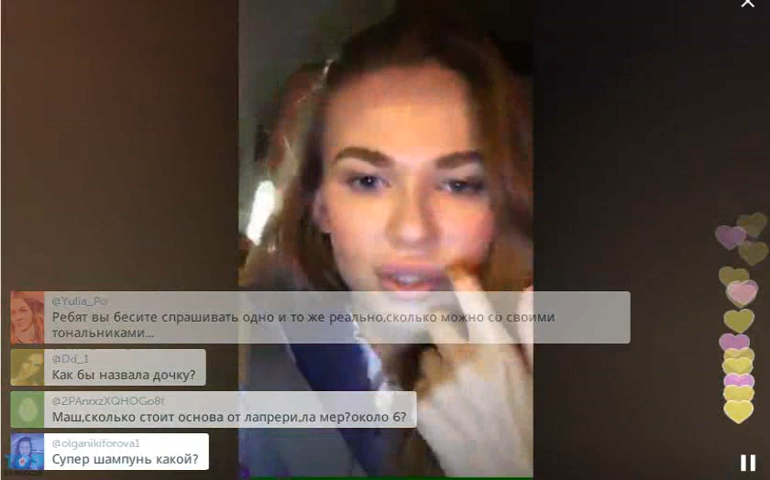 @Yulia_Po
Ребят вы бесите спрашивать одно и то же реально,сколько можно со своими
тональниками...
@Dd_1
Как бы назвала дочку?
@2PAnrxzXQHOGo8t
Маш,сколько стоит основа от лапрери,ла мер?около 6?
@olganikiforova1
Супер шампунь какой?